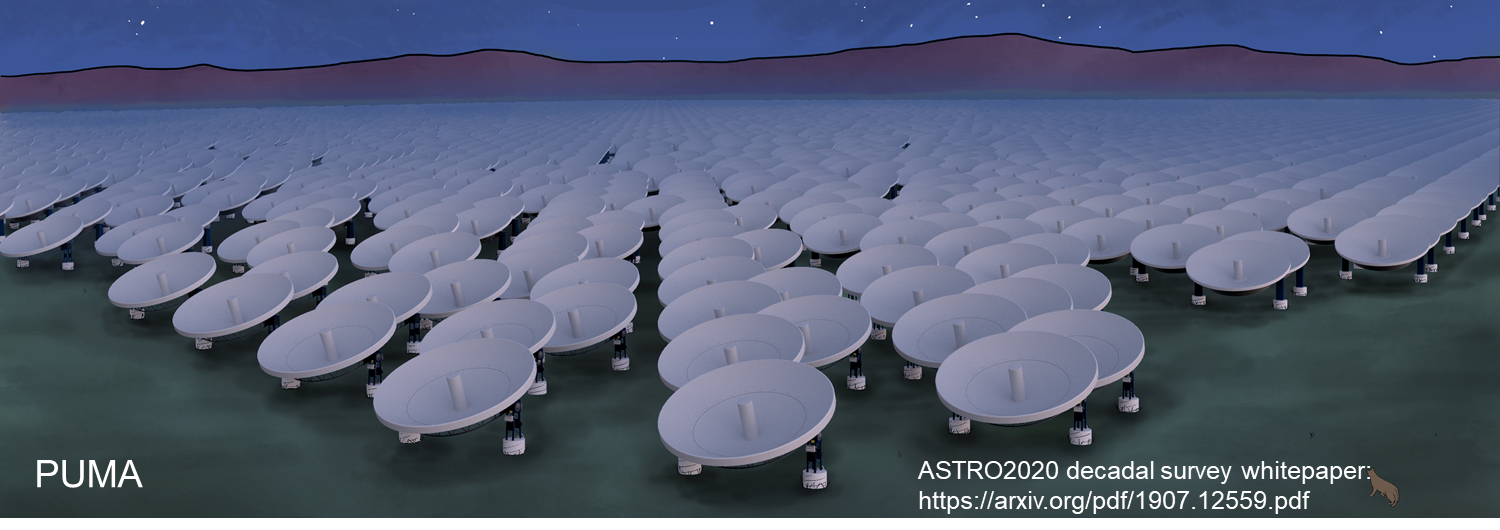 PUMA
ASTRO2020 decadal survey whitepaper:
https://arxiv.org/pdf/1907.12559.pdf